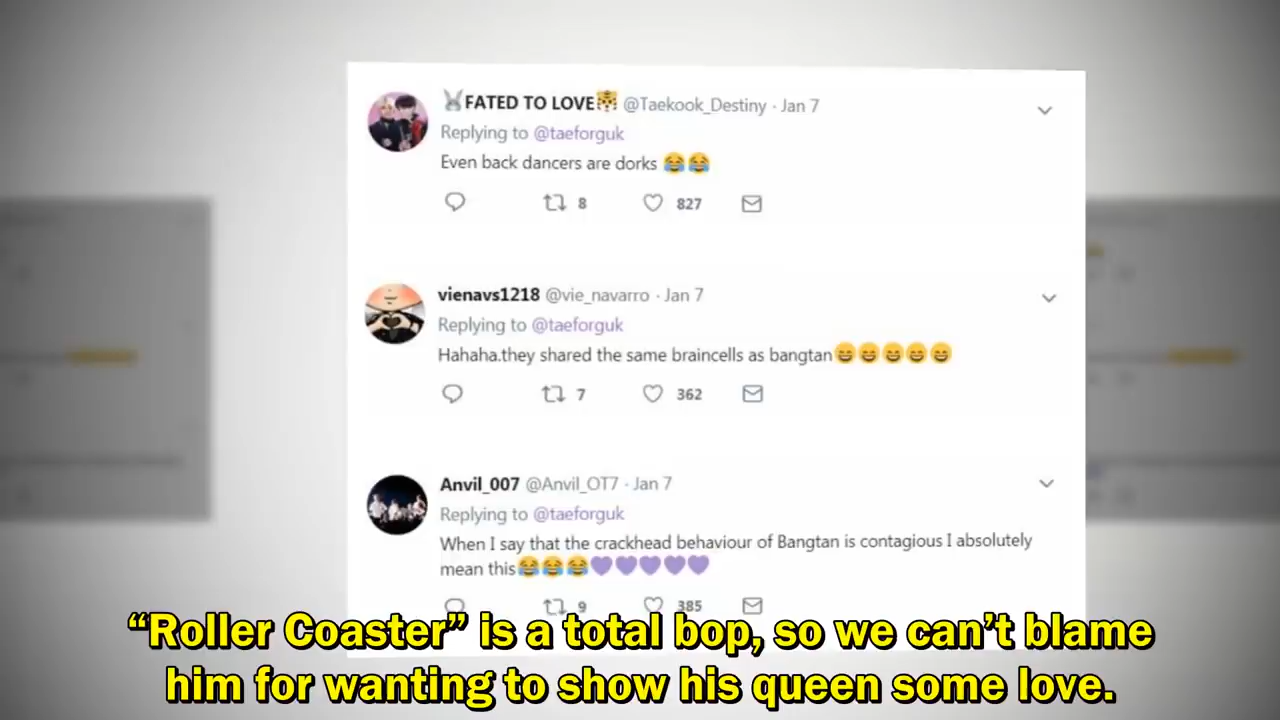 FATED TO LOVE @Taekook_Destiny · Jan 7
Replying to @taeforguk
Even back dancers are dorks 😂😂
8 827
vienavs1218 @vie_navarro · Jan 7
Replying to @taeforguk
Hahaha.they shared the same braincells as bangtan😄😄😄😄😄
7 362
Anvil_007 @Anvil_OT7 · Jan 7
Replying to @taeforguk
When I say that the crackhead behaviour of Bangtan is contagious I absolutely
mean this😂😂😂💜💜💜💜💜
9 385
“Roller Coaster” is a total bop, so we can’t blame
him for wanting to show his queen some love.